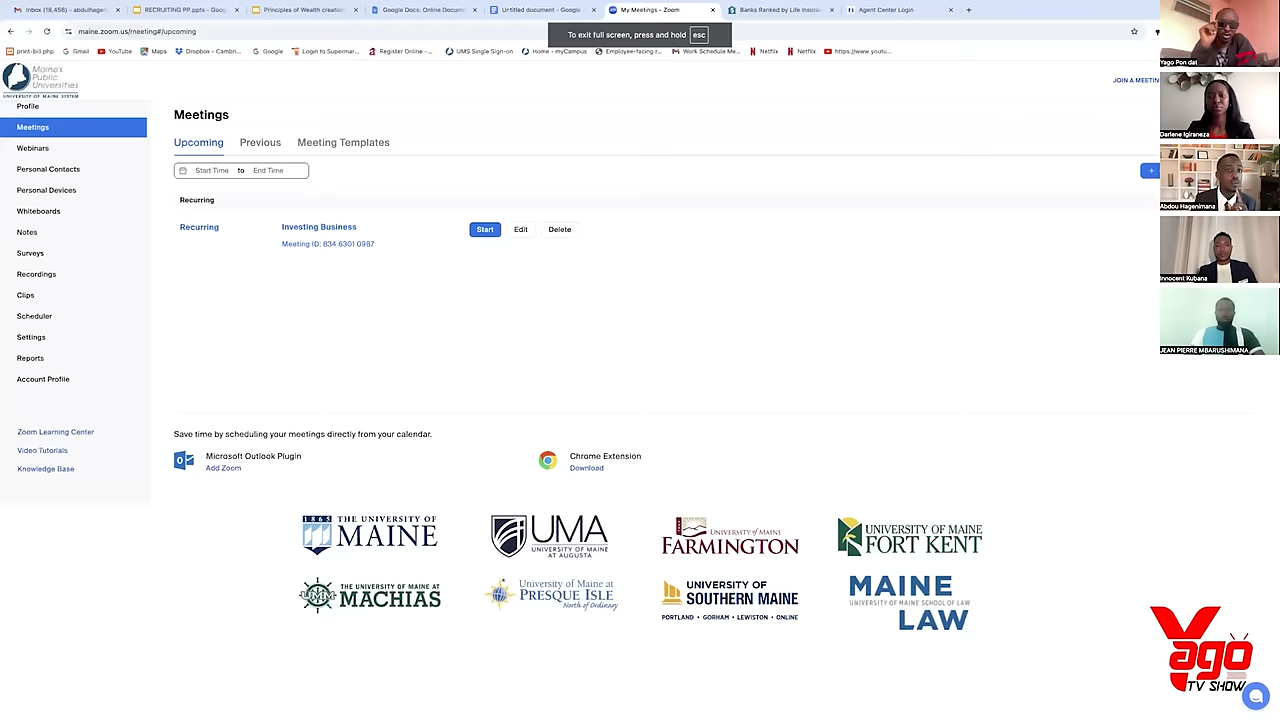 Inbox (18,456) - abdulhagen
RECRUITING PP.pptx - Goog
Principles of Wealth creation
Google Docs: Online Docum
Untitled document - Google
My Meetings - Zoom
Banks Ranked by Life Insura
Agent Center Login
maine.zoom.us/meeting#/upcoming
To exit full screen, press and hold esc
print-bill.php
Gmail
YouTube
Maps
Dropbox - Cambri...
Google
Login to Supermar...
Register Online -...
UMS Single Sign-on
Home - myCampus
Employee-facing r...
Work Schedule Me...
Netflix
Netflix
https://www.youtu...
Maine's
Public
Universities
UNIVERSITY OF MAINE SYSTEM
JOIN A MEETIN
Profile
Meetings
Webinars
Personal Contacts
Personal Devices
Whiteboards
Notes
Surveys
Recordings
Clips
Scheduler
Settings
Reports
Account Profile
Zoom Learning Center
Video Tutorials
Knowledge Base
Meetings
Upcoming Previous Meeting Templates
Start Time to End Time
Recurring
Recurring Investing Business Start Edit Delete
Meeting ID: 834 6301 0987
Save time by scheduling your meetings directly from your calendar.
Microsoft Outlook Plugin
Add Zoom
Chrome Extension
Download
1865 THE UNIVERSITY OF
MAINE
UMA
UNIVERSITY OF MAINE
AT AUGUSTA
UNIVERSITY OF MAINE
FARMINGTON
UNIVERSITY OF MAINE
FORT KENT
THE UNIVERSITY OF MAINE AT
MACHIAS
University of Maine at
PRESQUE ISLE
North of Ordinary
UNIVERSITY OF
SOUTHERN MAINE
PORTLAND • GORHAM • LEWISTON • ONLINE
MAINE
UNIVERSITY OF MAINE SCHOOL OF LAW
LAW
Yago Pon dat
Darlene Igiraneza
Abdou Hagenimana
Innocent Kubana
JEAN PIERRE MBARUSHIMANA
Yago
TV SHOW